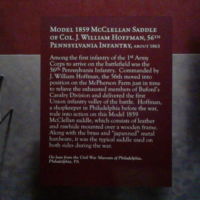 Model 1859 McClellan Saddle
of Col. J. William Hoffman, 56th
Pennsylvania Infantry, about 1863
Among the first infantry of the 1st Army
Corps to arrive on the battlefield was the
56th Pennsylvania Infantry. Commanded by
J. William Hoffman, the 56th moved into
position on the McPherson Farm just in time
to relieve the exhausted members of Buford's
Cavalry Division and delivered the first
Union infantry volley of the battle. Hoffman,
a shopkeeper in Philadelphia before the war,
rode into action on this Model 1859
McClellan saddle, which consists of leather
and rawhide mounted over a wooden frame.
Along with the brass and "japanned" metal
hardware, it was the typical saddle used on
both sides during the war.
On loan from the Civil War Museum of Philadelphia,
Philadelphia, PA